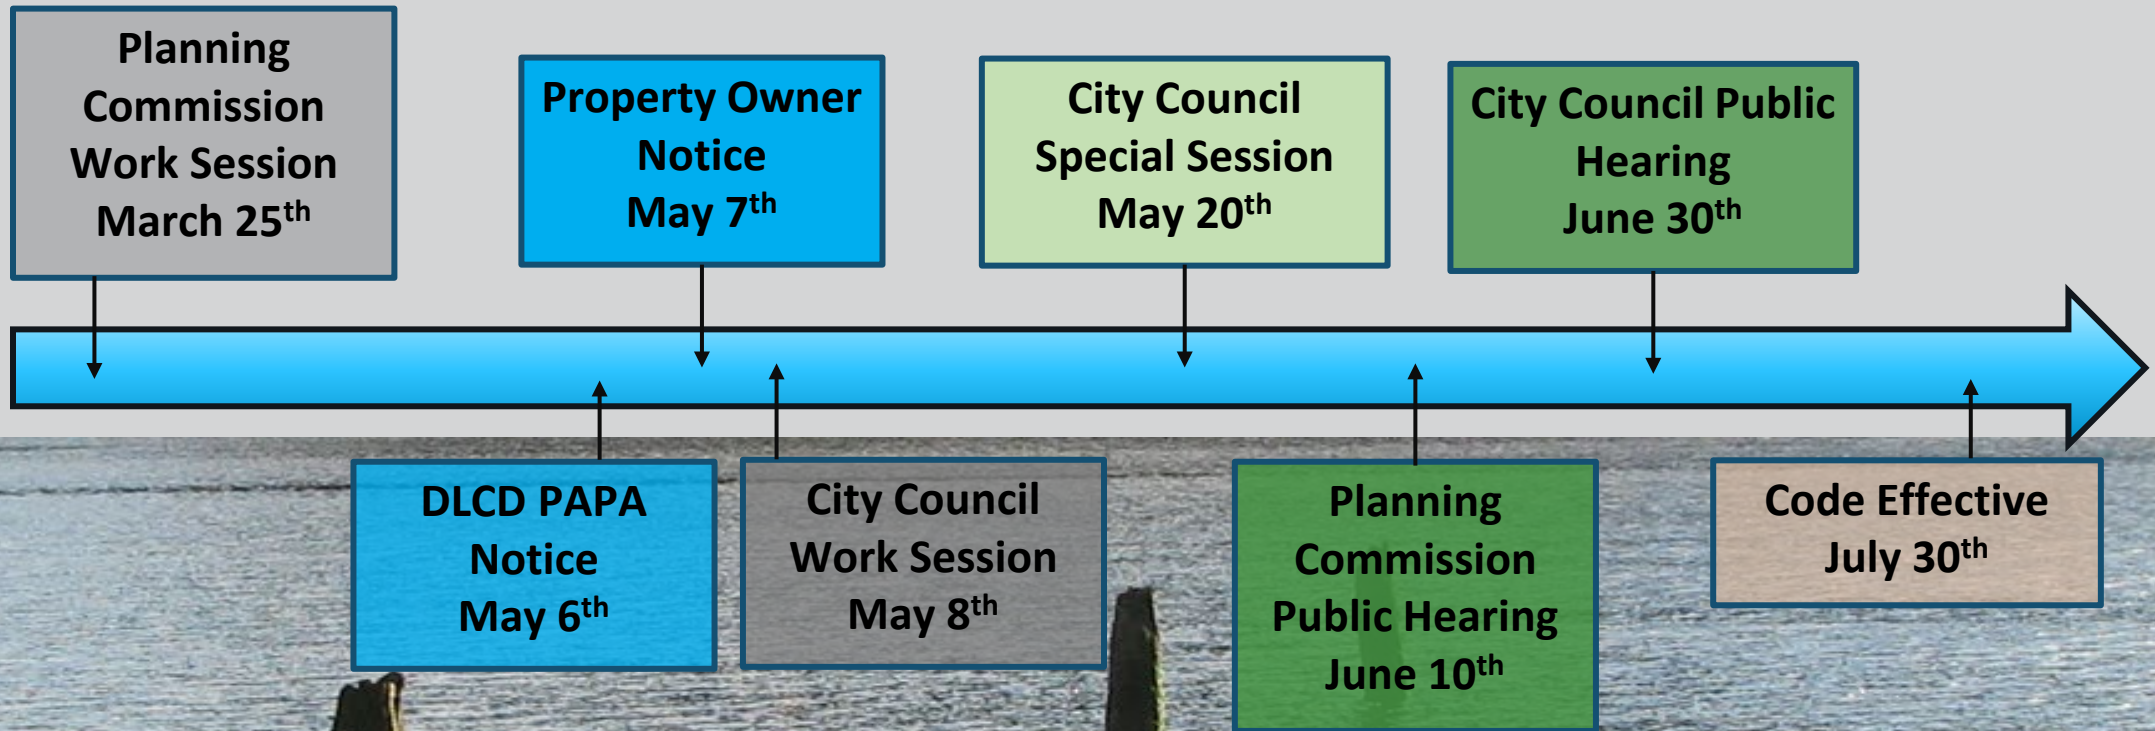 Planning
Commission
Work Session
March 25th
Property Owner
Notice
May 7th
City Council
Special Session
May 20th
City Council Public
Hearing
June 30th
DLCD PAPA
Notice
May 6th
City Council
Work Session
May 8th
Planning
Commission
Public Hearing
June 10th
Code Effective
July 30th